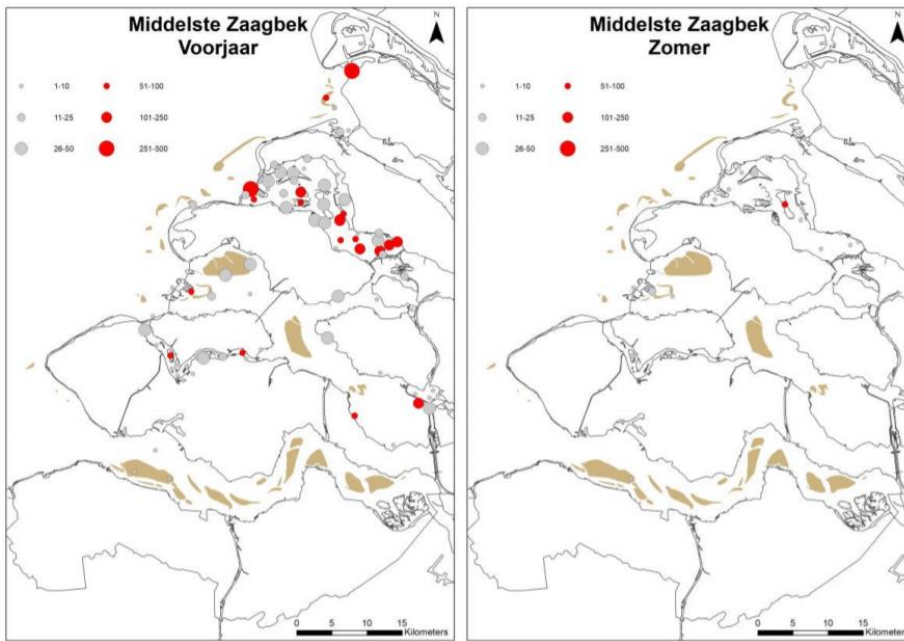 Middelste Zaagbek
Voorjaar
N
1-10 51-100
11-25 101-250
26-50 251-500
0 5 10 15
Kilometers
Middelste Zaagbek
Zomer
N
1-10 51-100
11-25 101-250
26-50 251-500
0 5 10 15
Kilometers